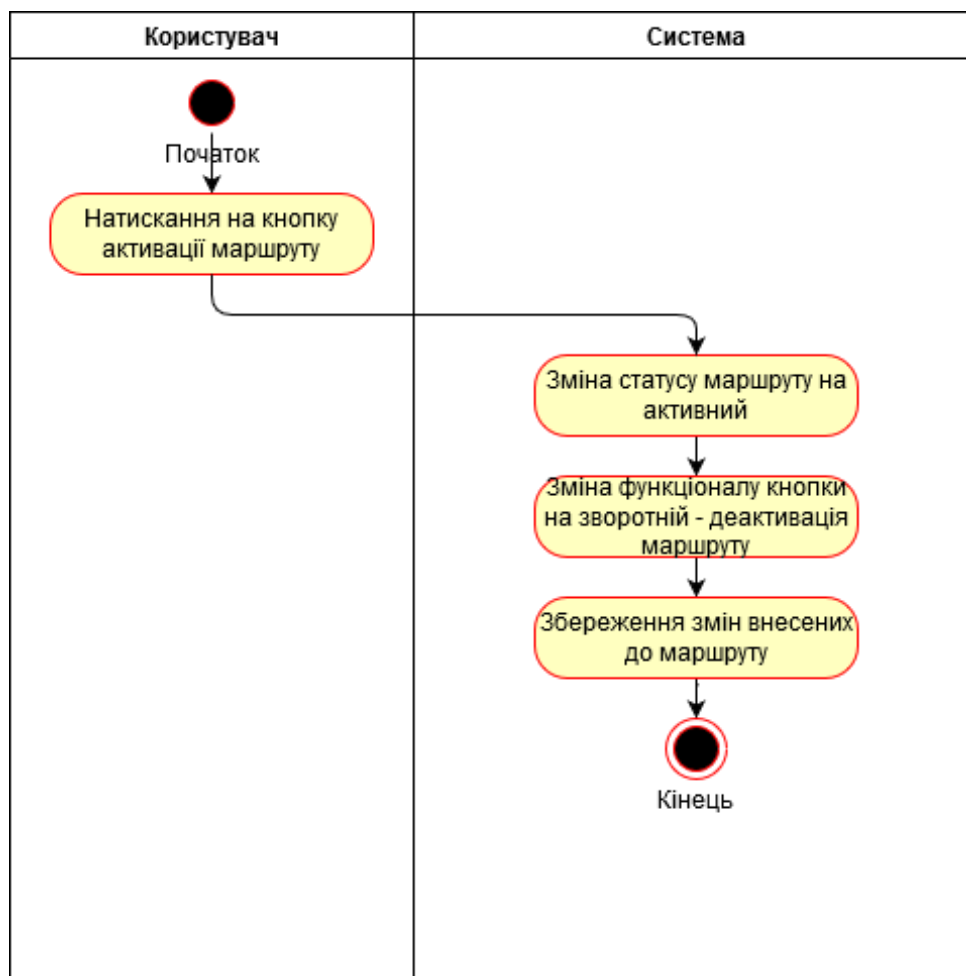 Користувач
Система
Початок
Натискання на кнопку
активації маршруту
Зміна статусу маршруту на
активний
Зміна функціоналу кнопки
на зворотній - деактивація
маршруту
Збереження змін внесених
до маршруту
Кінець